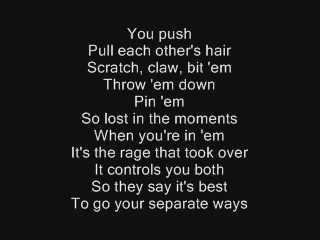 You push
Pull each other's hair
Scratch, claw, bit 'em
Throw 'em down
Pin 'em
So lost in the moments
When you're in 'em
It's the rage that took over
It controls you both
So they say it's best
To go your separate ways